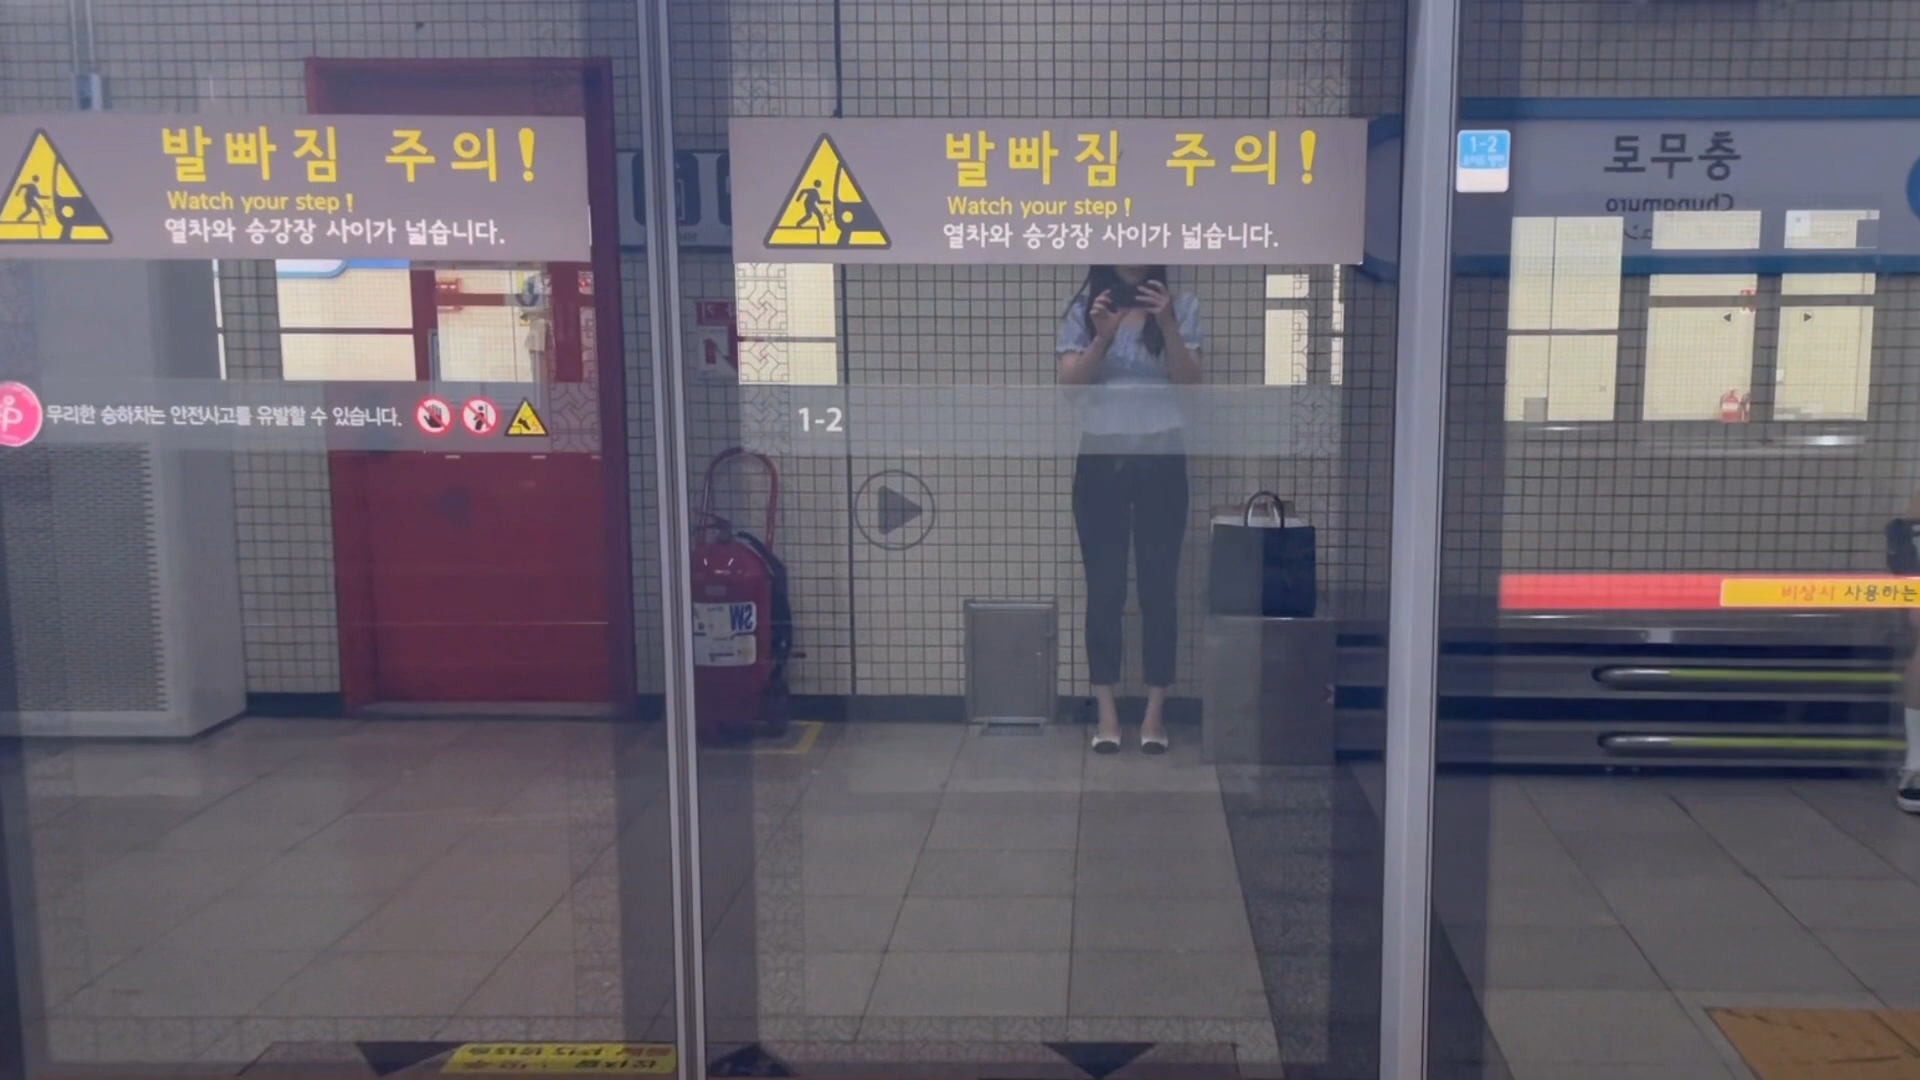 발빠짐 주의!
Watch your step!
열차와 승강장 사이가 넓습니다.
발빠짐 주의!
Watch your step!
열차와 승강장 사이가 넓습니다.
1-2
충무로
Chungmuro
무리한 승하차는 안전사고를 유발할 수 있습니다.
1-2
SM
비상시 사용하는